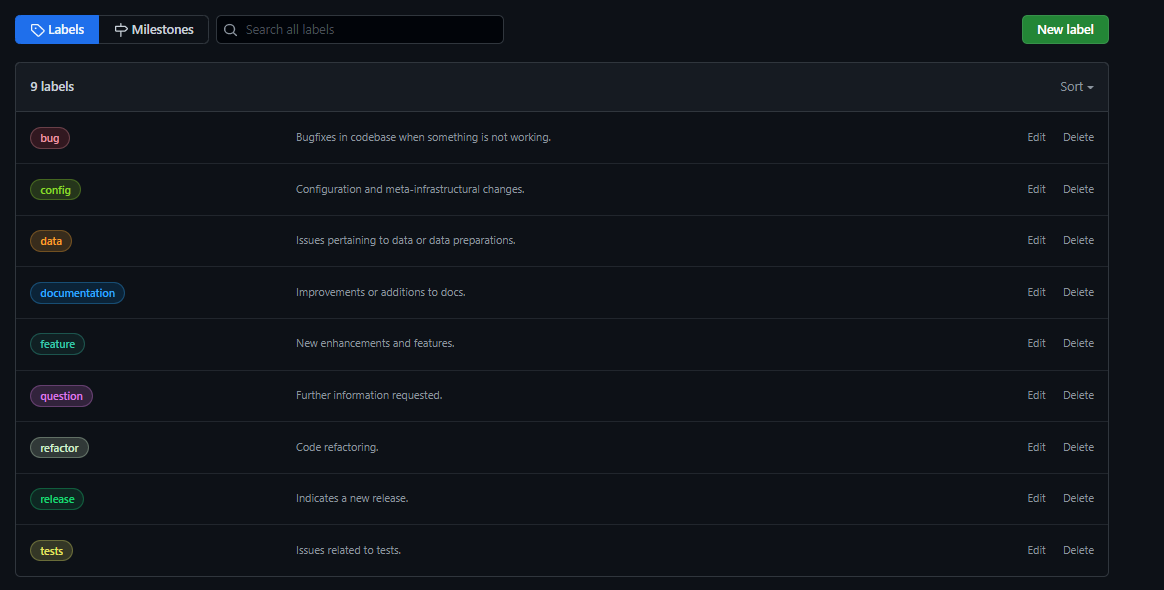 Labels Milestones Search all labels New label
9 labels Sort
bug Bugfixes in codebase when something is not working. Edit Delete
config Configuration and meta-infrastructural changes. Edit Delete
data Issues pertaining to data or data preparations. Edit Delete
documentation Improvements or additions to docs. Edit Delete
feature New enhancements and features. Edit Delete
question Further information requested. Edit Delete
refactor Code refactoring. Edit Delete
release Indicates a new release. Edit Delete
tests Issues related to tests. Edit Delete